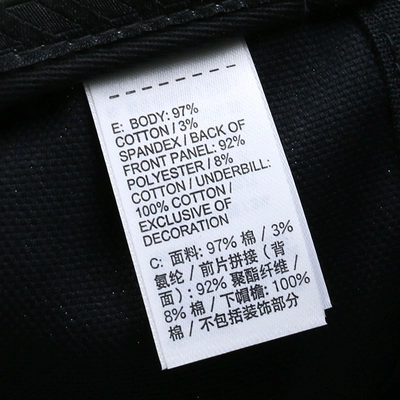 E: BODY: 97%
COTTON / 3%
SPANDEX / BACK OF
FRONT PANEL: 92%
POLYESTER / 8%
COTTON / UNDERBILL:
100% COTTON /
EXCLUSIVE OF
DECORATION
C: 面料: 97% 棉 / 3%
氨纶 / 前片拼接（背
面）: 92% 聚酯纤维 /
8% 棉 / 下帽檐: 100%
棉 / 不包括装饰部分